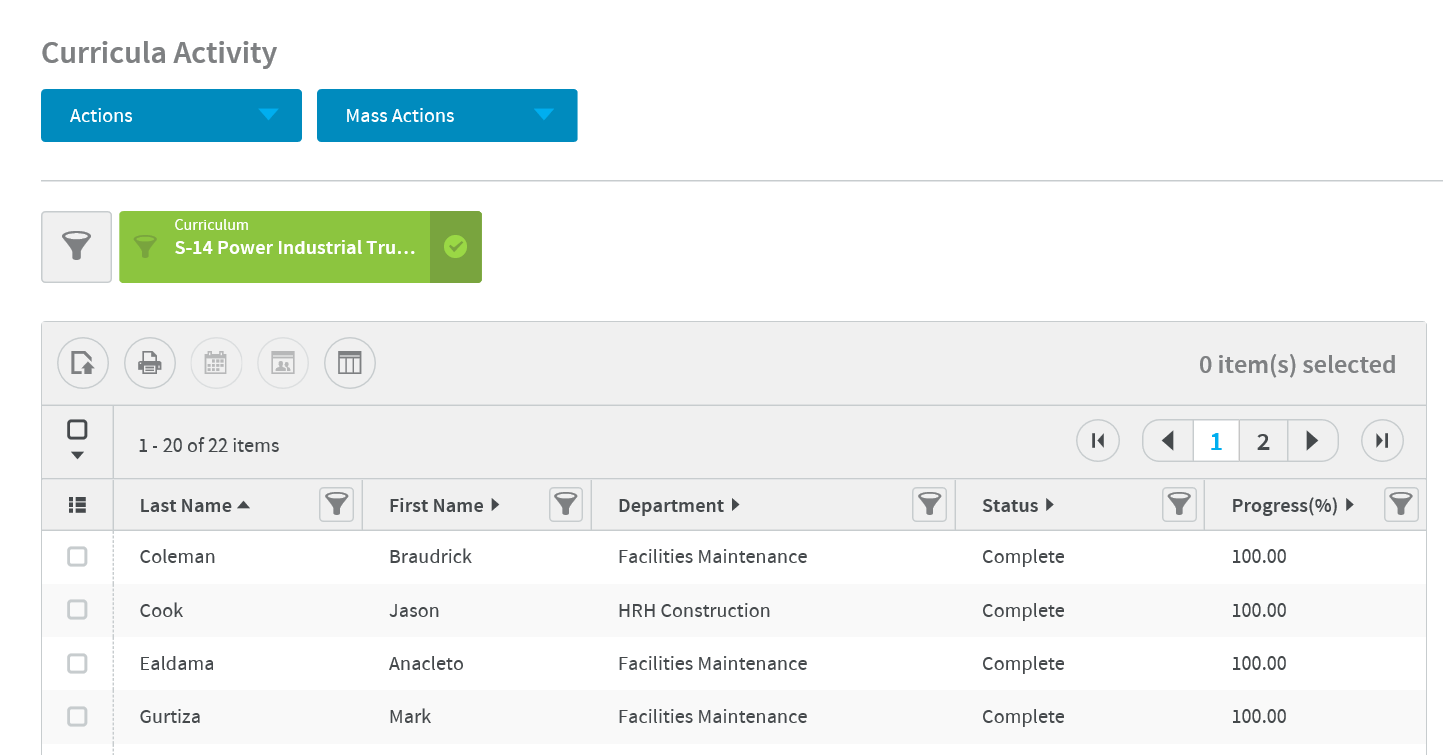 Curricula Activity
Actions Mass Actions
Curriculum
S-14 Power Industrial Tru...
0 item(s) selected
1 - 20 of 22 items 1 2
Last Name First Name Department Status Progress(%)
Coleman Braudrick Facilities Maintenance Complete 100.00
Cook Jason HRH Construction Complete 100.00
Ealdama Anacleto Facilities Maintenance Complete 100.00
Gurtiza Mark Facilities Maintenance Complete 100.00